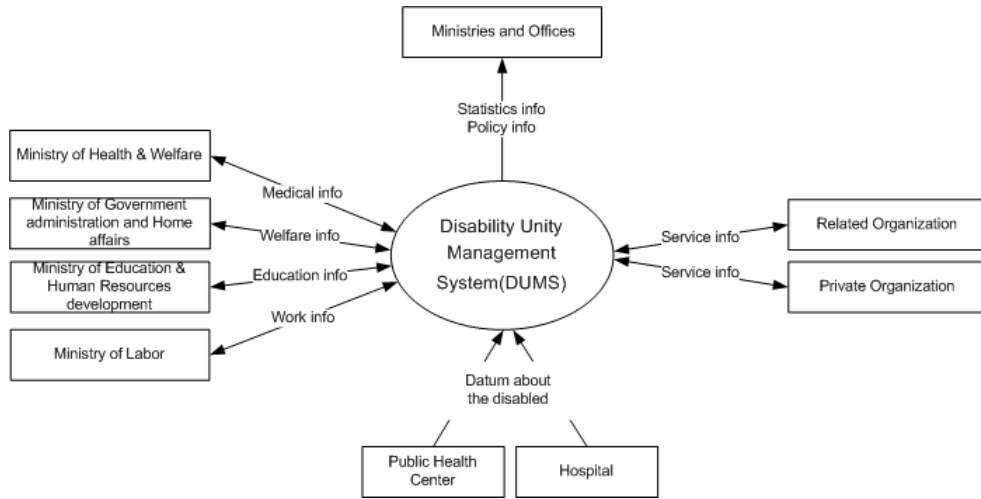 Ministries and Offices
Statistics info
Policy info
Ministry of Health & Welfare
Medical info
Ministry of Government
administration and Home
affairs
Welfare info
Ministry of Education &
Human Resources
development
Education info
Ministry of Labor
Work info
Disability Unity
Management
System(DUMS)
Service info
Related Organization
Service info
Private Organization
Datum about
the disabled
Public Health
Center
Hospital